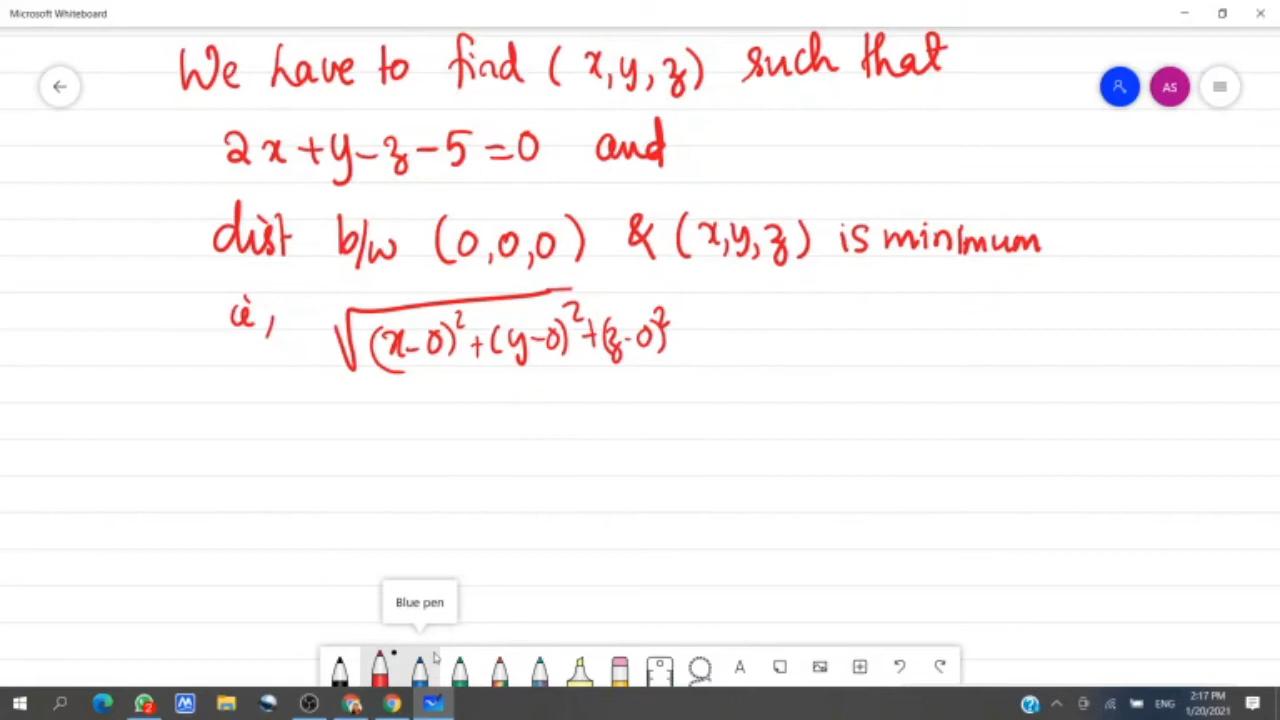 Microsoft Whiteboard
We have to find (x,y,z) such that
AS
2x+y-z-5=0 and
dist b/w (0,0,0) & (x,y,z) is minimum
ie, √(x-0)²+(y-0)²+(z-0)²
Blue pen
A
ENG
2:17 PM
1/20/2021